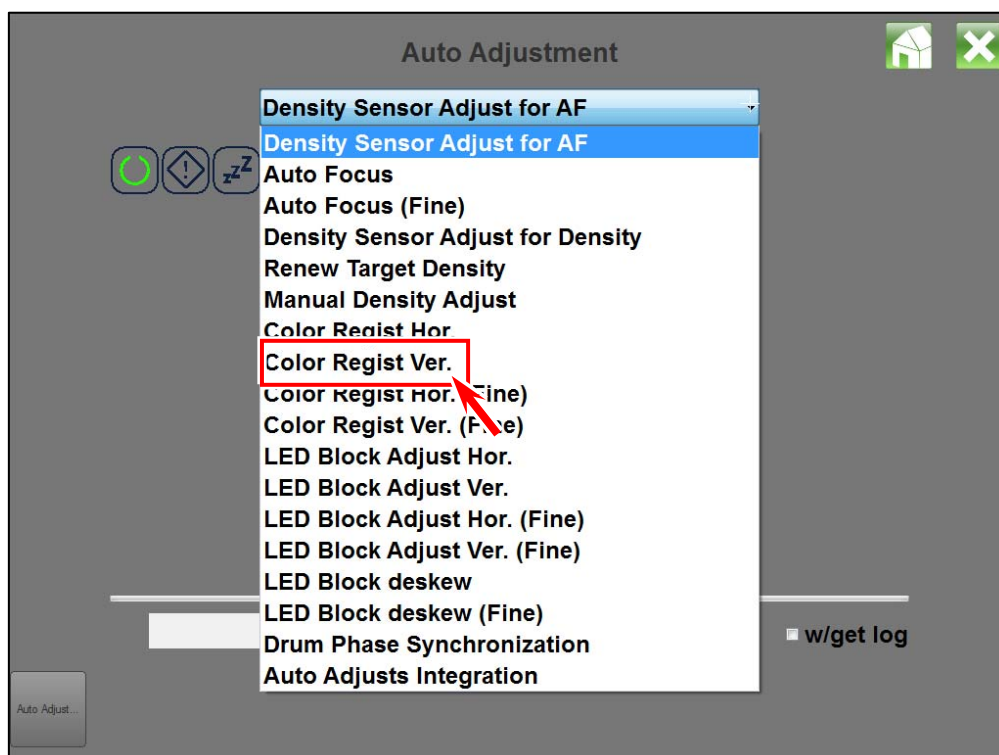 Auto Adjustment
Density Sensor Adjust for AF
Density Sensor Adjust for AF
zzZ
Auto Focus
Auto Focus (Fine)
Density Sensor Adjust for Density
Renew Target Density
Manual Density Adjust
Color Regist Hor.
Color Regist Ver.
Color Regist Hor. (Fine)
Color Regist Ver. (Fine)
LED Block Adjust Hor.
LED Block Adjust Ver.
LED Block Adjust Hor. (Fine)
LED Block Adjust Ver. (Fine)
LED Block deskew
LED Block deskew (Fine)
Drum Phase Synchronization
w/get log
Auto Adjusts Integration
Auto Adjust...